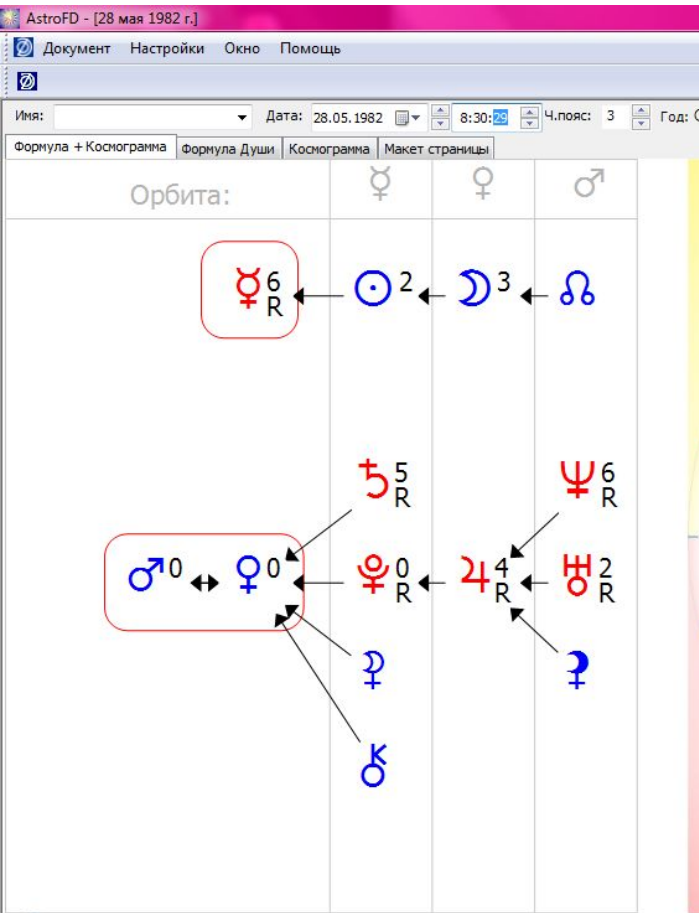 AstroFD - [28 мая 1982 г.]
Документ Настройки Окно Помощь
Имя: Дата: 28.05.1982 8:30:29 Ч.пояс: 3 Год:
Формула + Космограмма Формула Души Космограмма Макет страницы
Орбита: ☿ ♀ ♂
☿ 6 R ☉ 2 ☽ 3 ☊
♄ 5 R ♆ 6 R
♂ 0 ♀ 0 ♇ 0 R ♃ 4 R ♅ 2 R
⚸
⚷